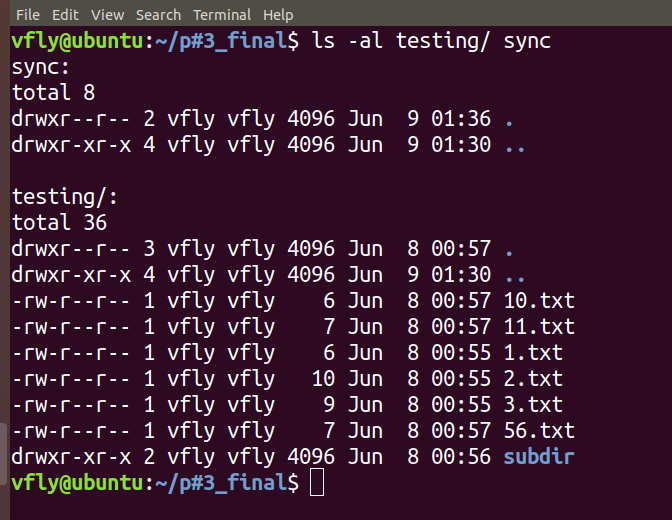 File Edit View Search Terminal Help
vfly@ubuntu:~/p#3_final$ ls -al testing/ sync
sync:
total 8
drwxr--r-- 2 vfly vfly 4096 Jun  9 01:36 .
drwxr-xr-x 4 vfly vfly 4096 Jun  9 01:30 ..
testing/:
total 36
drwxr--r-- 3 vfly vfly 4096 Jun  8 00:57 .
drwxr-xr-x 4 vfly vfly 4096 Jun  9 01:30 ..
-rw-r--r-- 1 vfly vfly    6 Jun  8 00:57 10.txt
-rw-r--r-- 1 vfly vfly    7 Jun  8 00:57 11.txt
-rw-r--r-- 1 vfly vfly    6 Jun  8 00:55 1.txt
-rw-r--r-- 1 vfly vfly   10 Jun  8 00:55 2.txt
-rw-r--r-- 1 vfly vfly    9 Jun  8 00:55 3.txt
-rw-r--r-- 1 vfly vfly    7 Jun  8 00:57 56.txt
drwxr-xr-x 2 vfly vfly 4096 Jun  8 00:56 subdir
vfly@ubuntu:~/p#3_final$